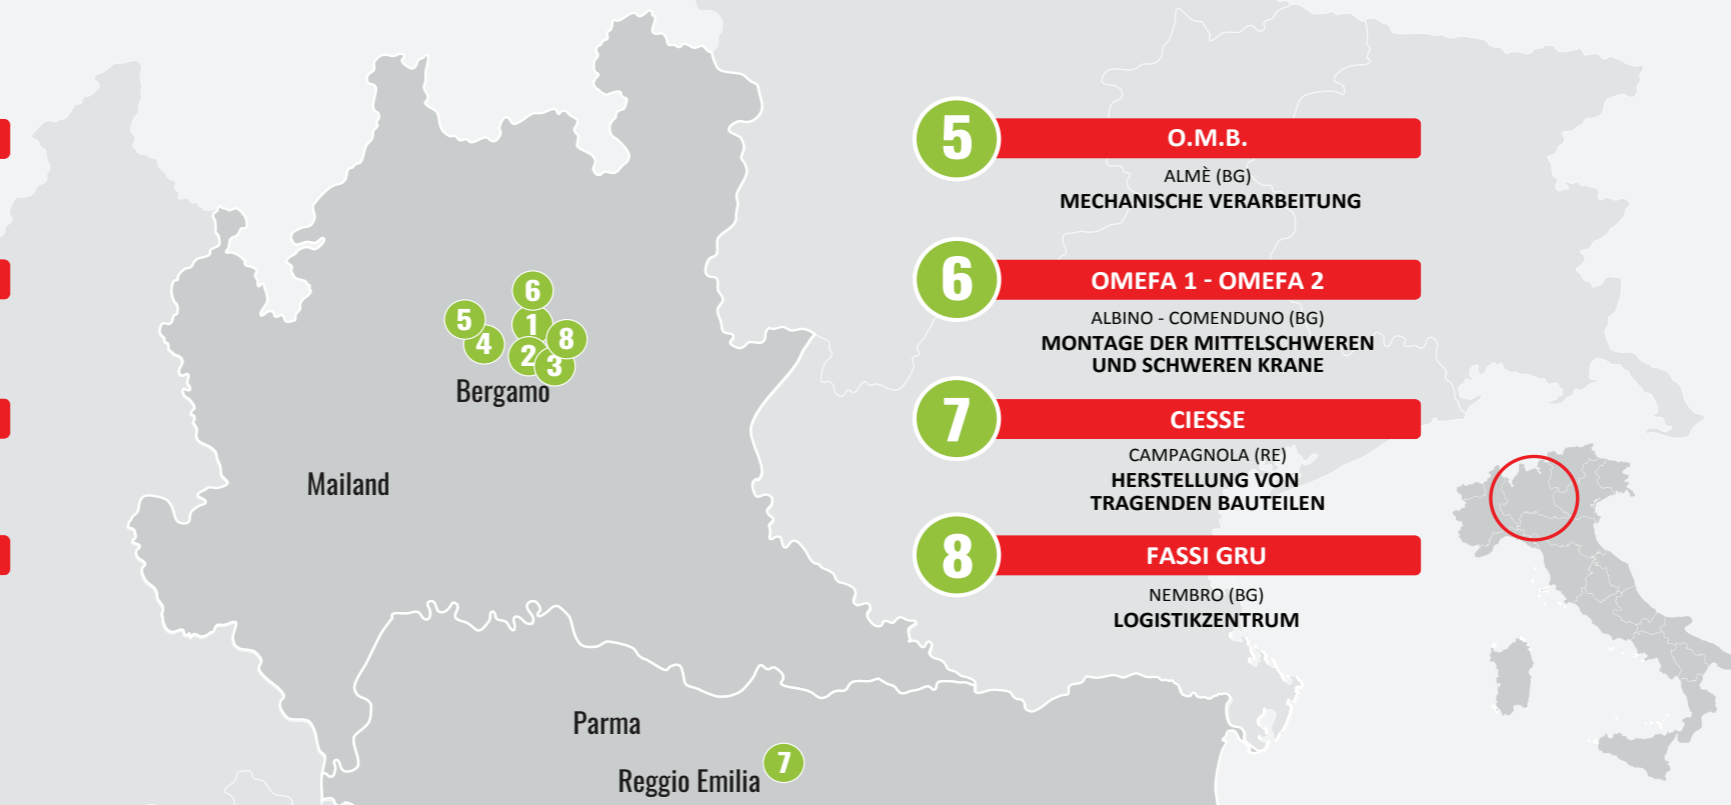 6
5
1
8
4
2
3
Bergamo
Mailand
Parma
7
Reggio Emilia
5
O.M.B.
ALMÈ (BG)
MECHANISCHE VERARBEITUNG
6
OMEFA 1 - OMEFA 2
ALBINO - COMENDUNO (BG)
MONTAGE DER MITTELSCHWEREN
UND SCHWEREN KRANE
7
CIESSE
CAMPAGNOLA (RE)
HERSTELLUNG VON
TRAGENDEN BAUTEILEN
8
FASSI GRU
NEMBRO (BG)
LOGISTIKZENTRUM